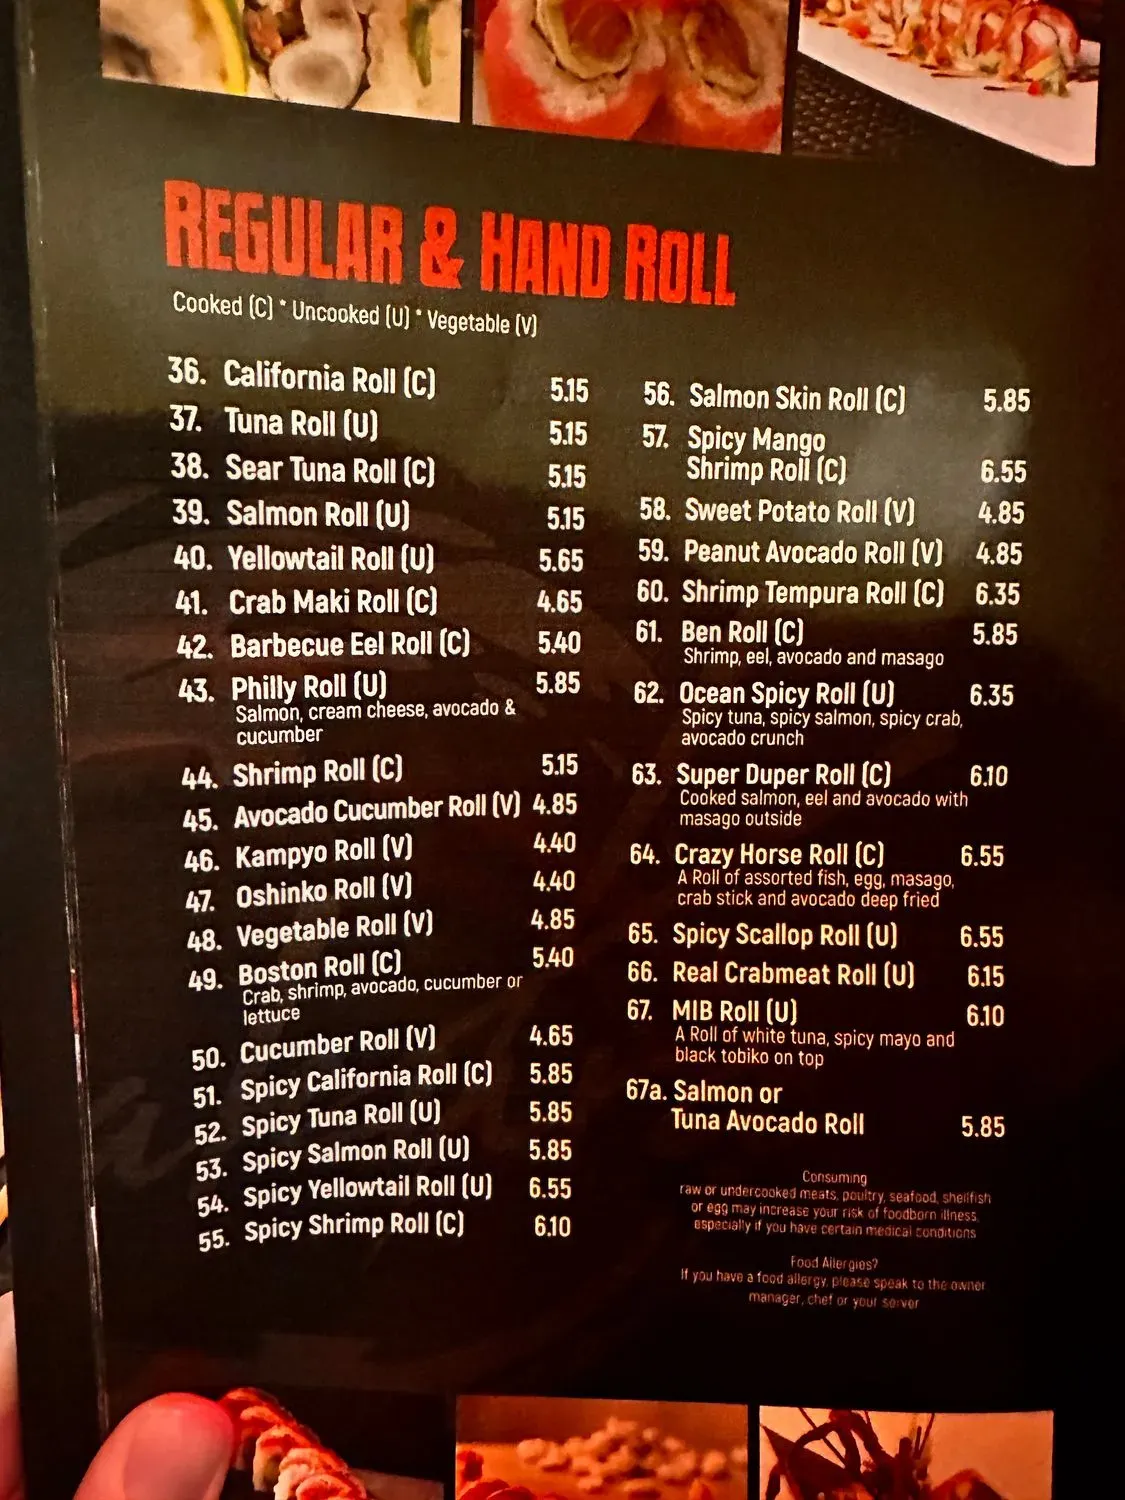 REGULAR & HAND ROLL
Cooked (C) * Uncooked (U) * Vegetable (V)
36. California Roll (C) 5.15
37. Tuna Roll (U) 5.15
38. Sear Tuna Roll (C) 5.15
39. Salmon Roll (U) 5.15
40. Yellowtail Roll (U) 5.65
41. Crab Maki Roll (C) 4.65
42. Barbecue Eel Roll (C) 5.40
43. Philly Roll (U) 5.85
Salmon, cream cheese, avocado &
cucumber
44. Shrimp Roll (C) 5.15
45. Avocado Cucumber Roll (V) 4.85
46. Kampyo Roll (V) 4.40
47. Oshinko Roll (V) 4.40
48. Vegetable Roll (V) 4.85
49. Boston Roll (C) 5.40
Crab, shrimp, avocado, cucumber or
lettuce
50. Cucumber Roll (V) 4.65
51. Spicy California Roll (C) 5.85
52. Spicy Tuna Roll (U) 5.85
53. Spicy Salmon Roll (U) 5.85
54. Spicy Yellowtail Roll (U) 6.55
55. Spicy Shrimp Roll (C) 6.10
56. Salmon Skin Roll (C) 5.85
57. Spicy Mango
Shrimp Roll (C) 6.55
58. Sweet Potato Roll (V) 4.85
59. Peanut Avocado Roll (V) 4.85
60. Shrimp Tempura Roll (C) 6.35
61. Ben Roll (C) 5.85
Shrimp, eel, avocado and masago
62. Ocean Spicy Roll (U) 6.35
Spicy tuna, spicy salmon, spicy crab,
avocado crunch
63. Super Duper Roll (C) 6.10
Cooked salmon, eel and avocado with
masago outside
64. Crazy Horse Roll (C) 6.55
A Roll of assorted fish, egg, masago,
crab stick and avocado deep fried
65. Spicy Scallop Roll (U) 6.55
66. Real Crabmeat Roll (U) 6.15
67. MIB Roll (U) 6.10
A Roll of white tuna, spicy mayo and
black tobiko on top
67a. Salmon or
Tuna Avocado Roll 5.85
Consuming
raw or undercooked meats, poultry, seafood, shellfish
or egg may increase your risk of foodborn illness,
especially if you have certain medical conditions
Food Allergies?
If you have a food allergy, please speak to the owner
manager, chef or your server